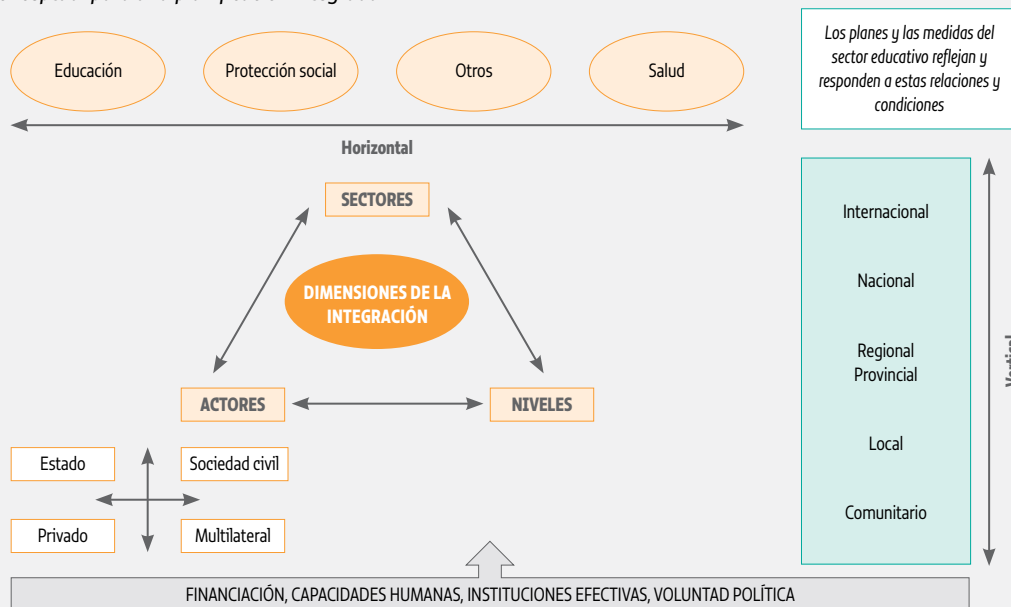 Educación
Protección social
Otros
Salud
Los planes y las medidas del
sector educativo reflejan y
responden a estas relaciones y
condiciones
Horizontal
SECTORES
DIMENSIONES DE LA
INTEGRACIÓN
ACTORES
NIVELES
Estado
Sociedad civil
Privado
Multilateral
Internacional
Nacional
Regional
Provincial
Local
Comunitario
FINANCIACIÓN, CAPACIDADES HUMANAS, INSTITUCIONES EFECTIVAS, VOLUNTAD POLÍTICA